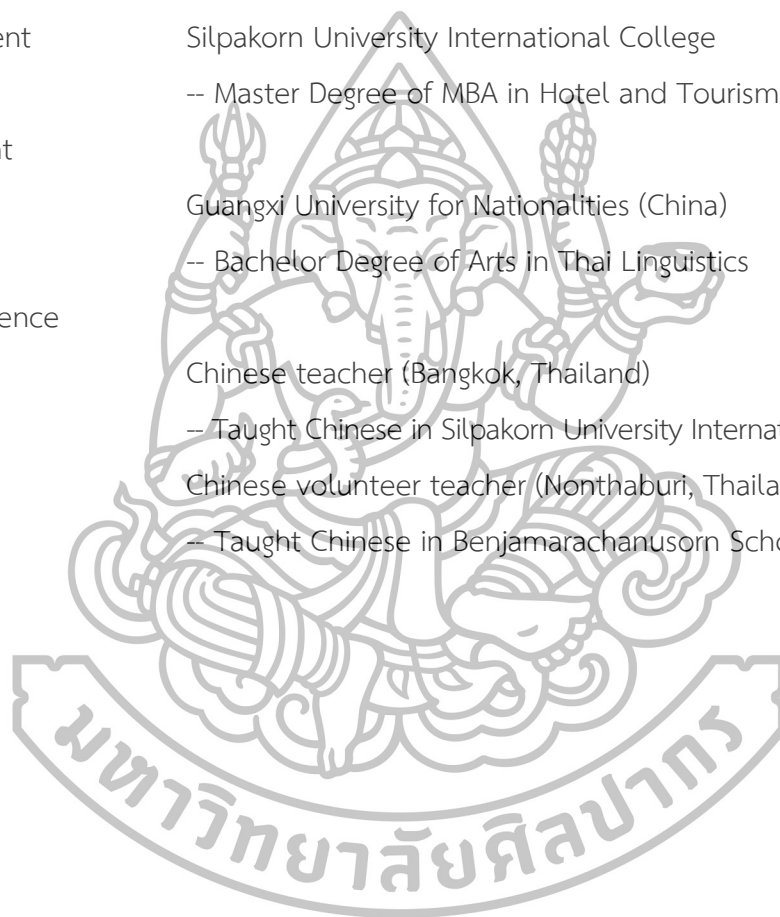 ent Silpakorn University International College
-- Master Degree of MBA in Hotel and Tourism
nt
Guangxi University for Nationalities (China)
-- Bachelor Degree of Arts in Thai Linguistics
ence
Chinese teacher (Bangkok, Thailand)
-- Taught Chinese in Silpakorn University Internat
Chinese volunteer teacher (Nonthaburi, Thaila
-- Taught Chinese in Benjamarachanusorn Scho
มหาวิทยาลัยศิลปากร